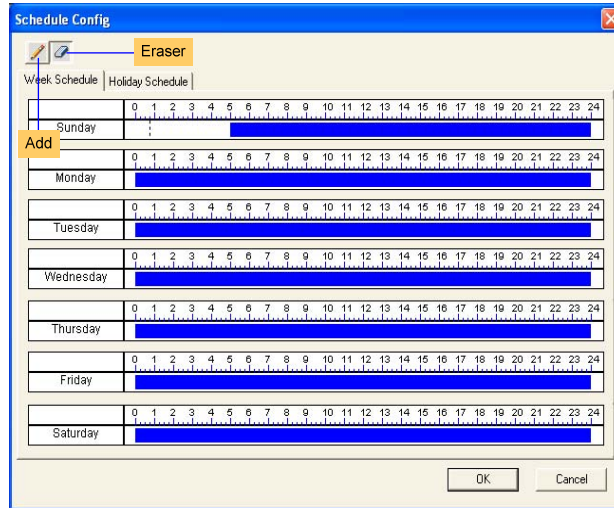 Schedule Config
Eraser
Week Schedule Holiday Schedule
Add
0 1 2 3 4 5 6 7 8 9 10 11 12 13 14 15 16 17 18 19 20 21 22 23 24
Sunday
0 1 2 3 4 5 6 7 8 9 10 11 12 13 14 15 16 17 18 19 20 21 22 23 24
Monday
0 1 2 3 4 5 6 7 8 9 10 11 12 13 14 15 16 17 18 19 20 21 22 23 24
Tuesday
0 1 2 3 4 5 6 7 8 9 10 11 12 13 14 15 16 17 18 19 20 21 22 23 24
Wednesday
0 1 2 3 4 5 6 7 8 9 10 11 12 13 14 15 16 17 18 19 20 21 22 23 24
Thursday
0 1 2 3 4 5 6 7 8 9 10 11 12 13 14 15 16 17 18 19 20 21 22 23 24
Friday
0 1 2 3 4 5 6 7 8 9 10 11 12 13 14 15 16 17 18 19 20 21 22 23 24
Saturday
OK Cancel